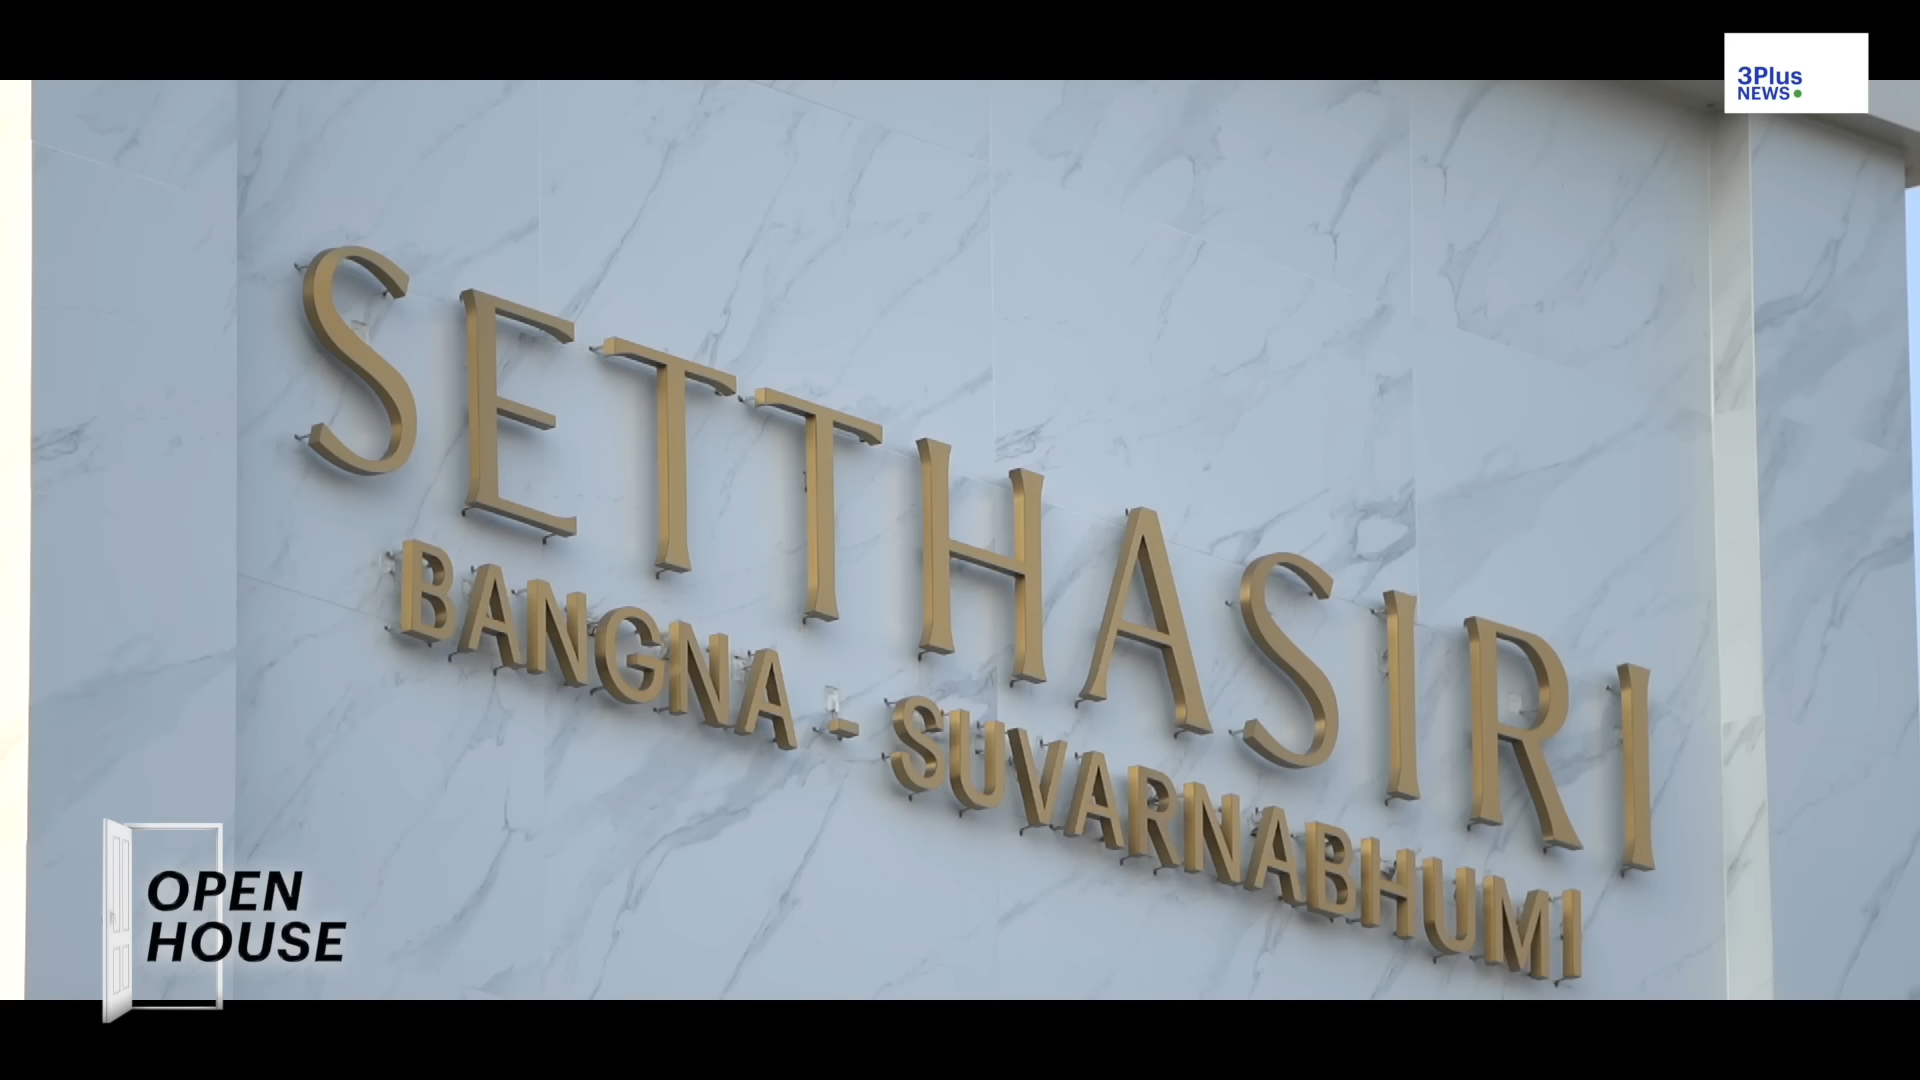 3Plus
NEWS
SETTHASIRI
BANGNA - SUVARNABHUMI
OPEN
HOUSE